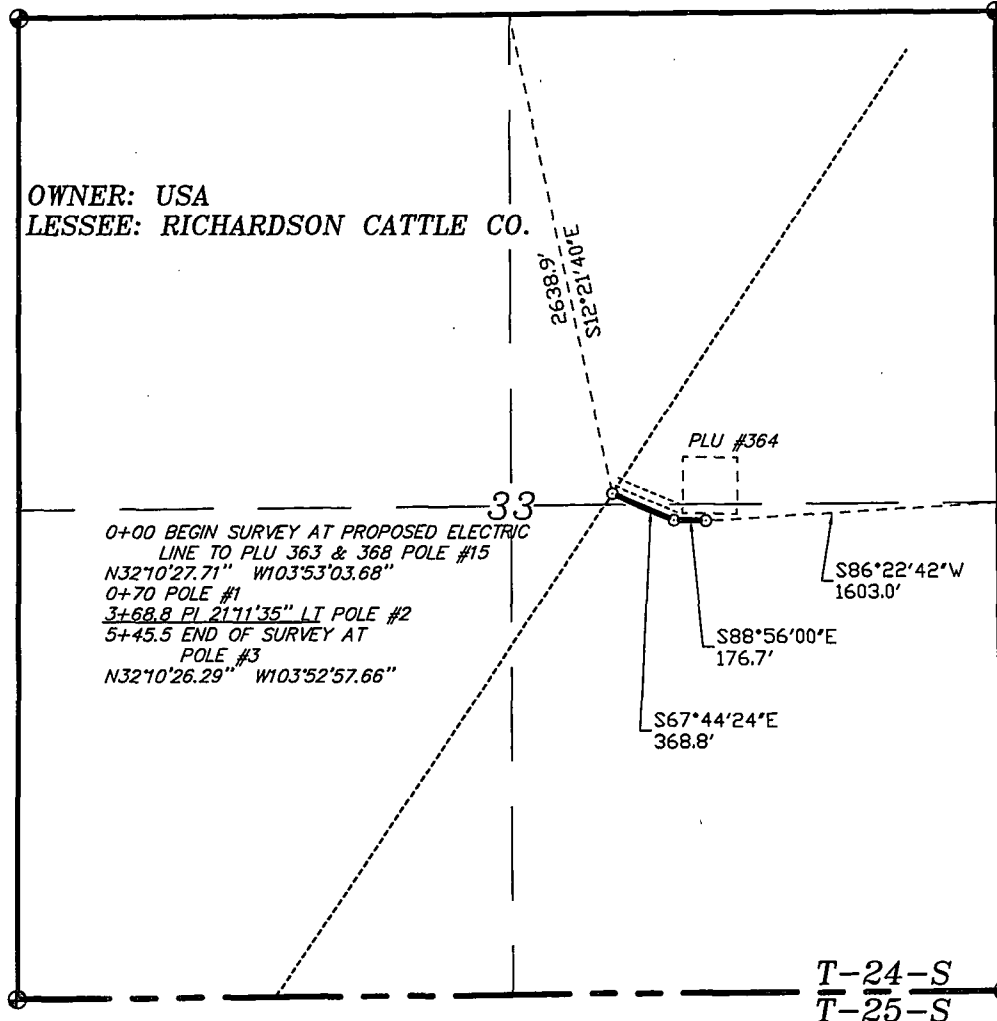 OWNER: USA
LESSEE: RICHARDSON CATTLE CO.
2638.9'
S12°21'40"E
PLU #364
33
0+00 BEGIN SURVEY AT PROPOSED ELECTRIC
LINE TO PLU 363 & 368 POLE #15
N32°10'27.71" W103°53'03.68"
0+70 POLE #1
3+68.8 PI 21°11'35" LT POLE #2
5+45.5 END OF SURVEY AT
POLE #3
N32°10'26.29" W103°52'57.66"
S86°22'42"W
1603.0'
S88°56'00"E
176.7'
S67°44'24"E
368.8'
T-24-S
T-25-S